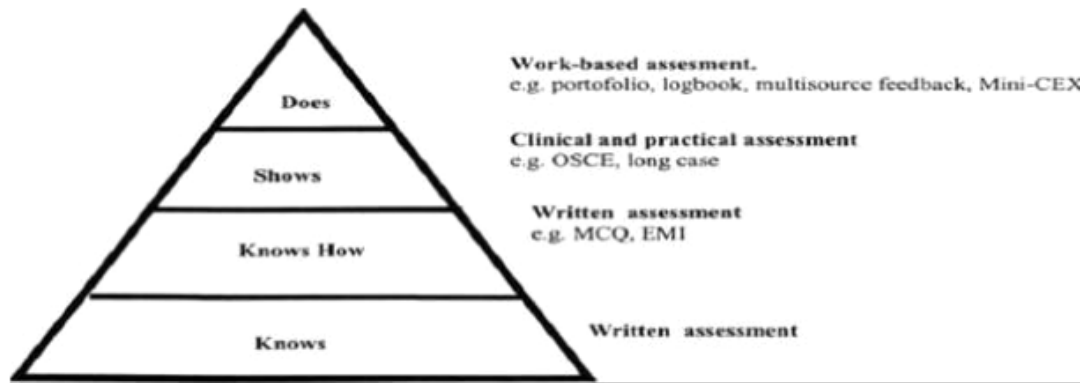 Work-based assesment.
e.g. portofolio, logbook, multisource feedback, Mini-CEX
Does
Clinical and practical assessment
e.g. OSCE, long case
Shows
Written assessment
e.g. MCQ, EMI
Knows How
Written assessment
Knows